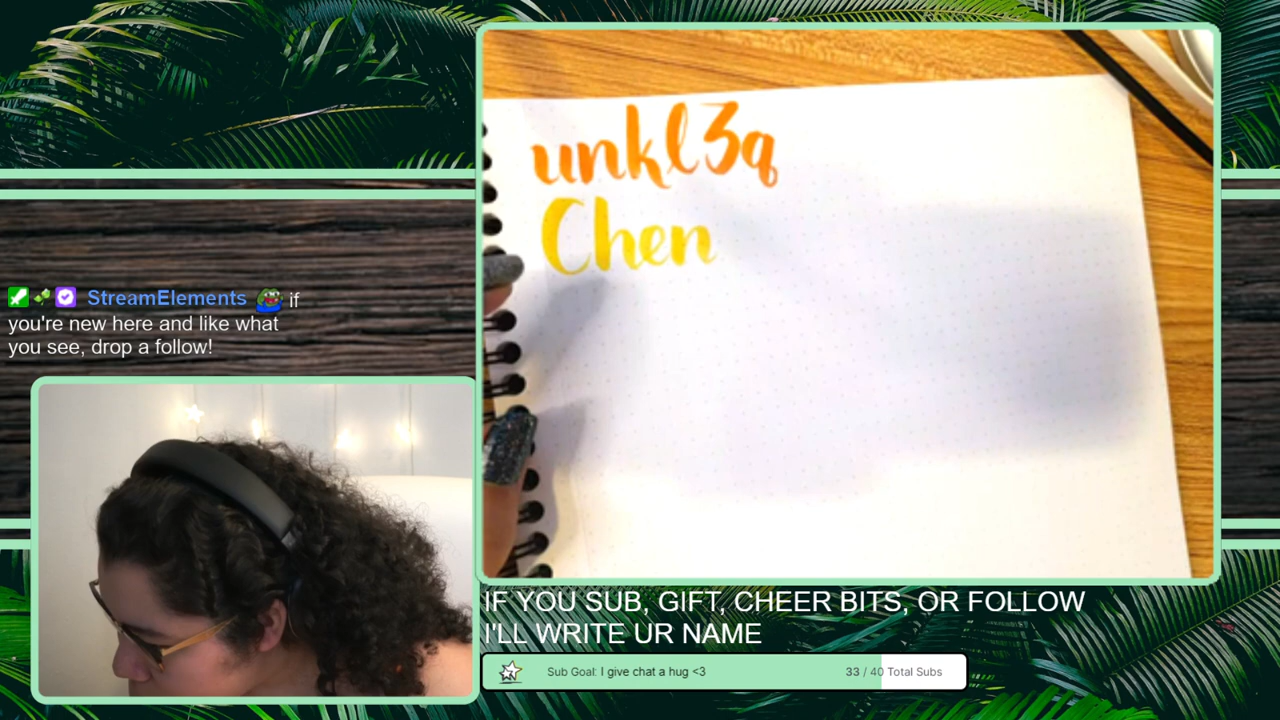 unkl3q
Chen
StreamElements if
you're new here and like what
you see, drop a follow!
IF YOU SUB, GIFT, CHEER BITS, OR FOLLOW
I'LL WRITE UR NAME
Sub Goal: I give chat a hug <3 33 / 40 Total Subs